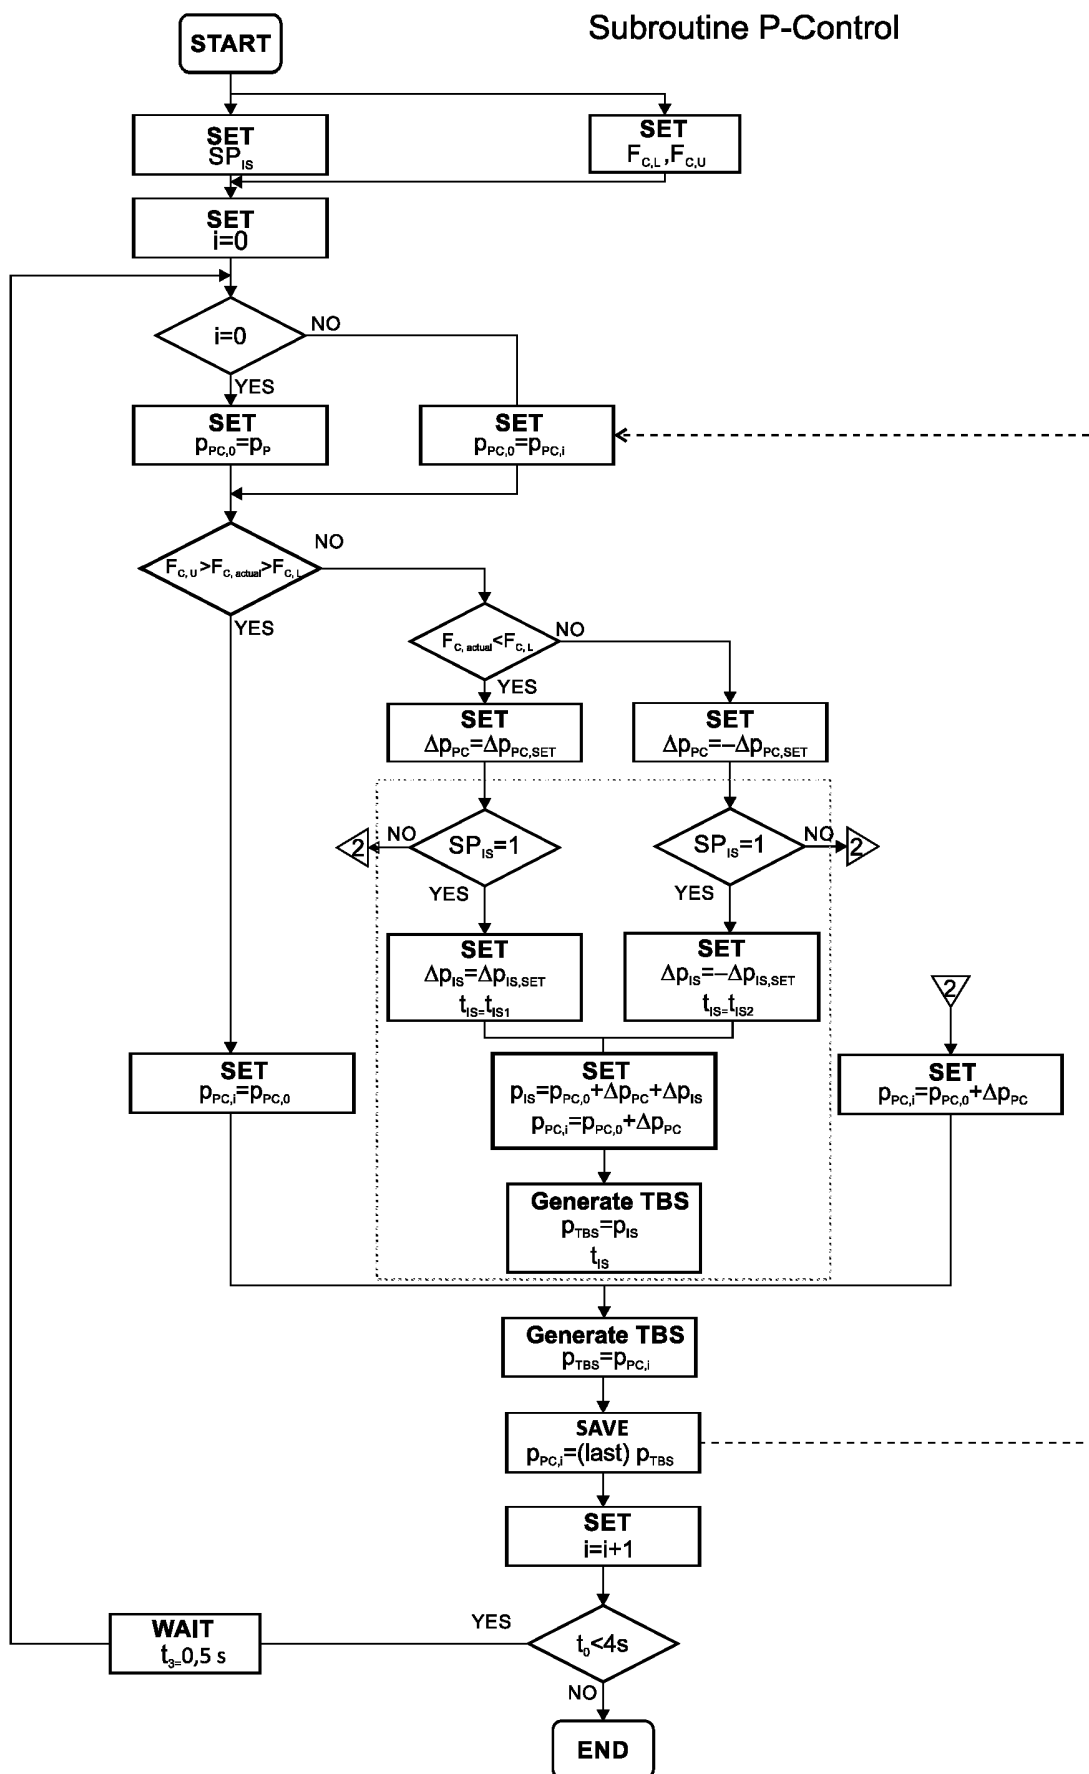 Subroutine P-Control
START
SET
SP_IS
SET
F_C,L ,F_C,U
SET
i=0
i=0
NO
YES
SET
p_PC,0=p_P
SET
p_PC,0=p_PC,i
F_C,U>F_C,actual>F_C,L
NO
YES
F_C,actual<F_C,L
NO
YES
SET
Δp_PC=Δp_PC,SET
SET
Δp_PC=–Δp_PC,SET
2
NO
SP_IS=1
YES
SP_IS=1
NO
2
YES
SET
Δp_IS=Δp_IS,SET
t_IS=t_IS1
SET
Δp_IS=–Δp_IS,SET
t_IS=t_IS2
2
SET
p_PC,i=p_PC,0
SET
p_IS=p_PC,0+Δp_PC+Δp_IS
p_PC,i=p_PC,0+Δp_PC
SET
p_PC,i=p_PC,0+Δp_PC
Generate TBS
p_TBS=p_IS
t_IS
Generate TBS
p_TBS=p_PC,i
SAVE
p_PC,i=(last) p_TBS
SET
i=i+1
WAIT
t_3=0,5 s
YES
t_0<4s
NO
END